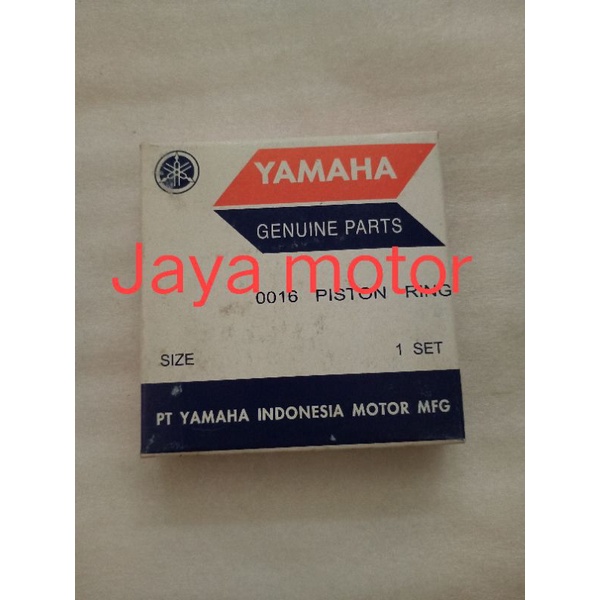 YAMAHA
GENUINE PARTS
Jaya motor
0016 PISTON RING
SIZE 1 SET
PT YAMAHA INDONESIA MOTOR MFG